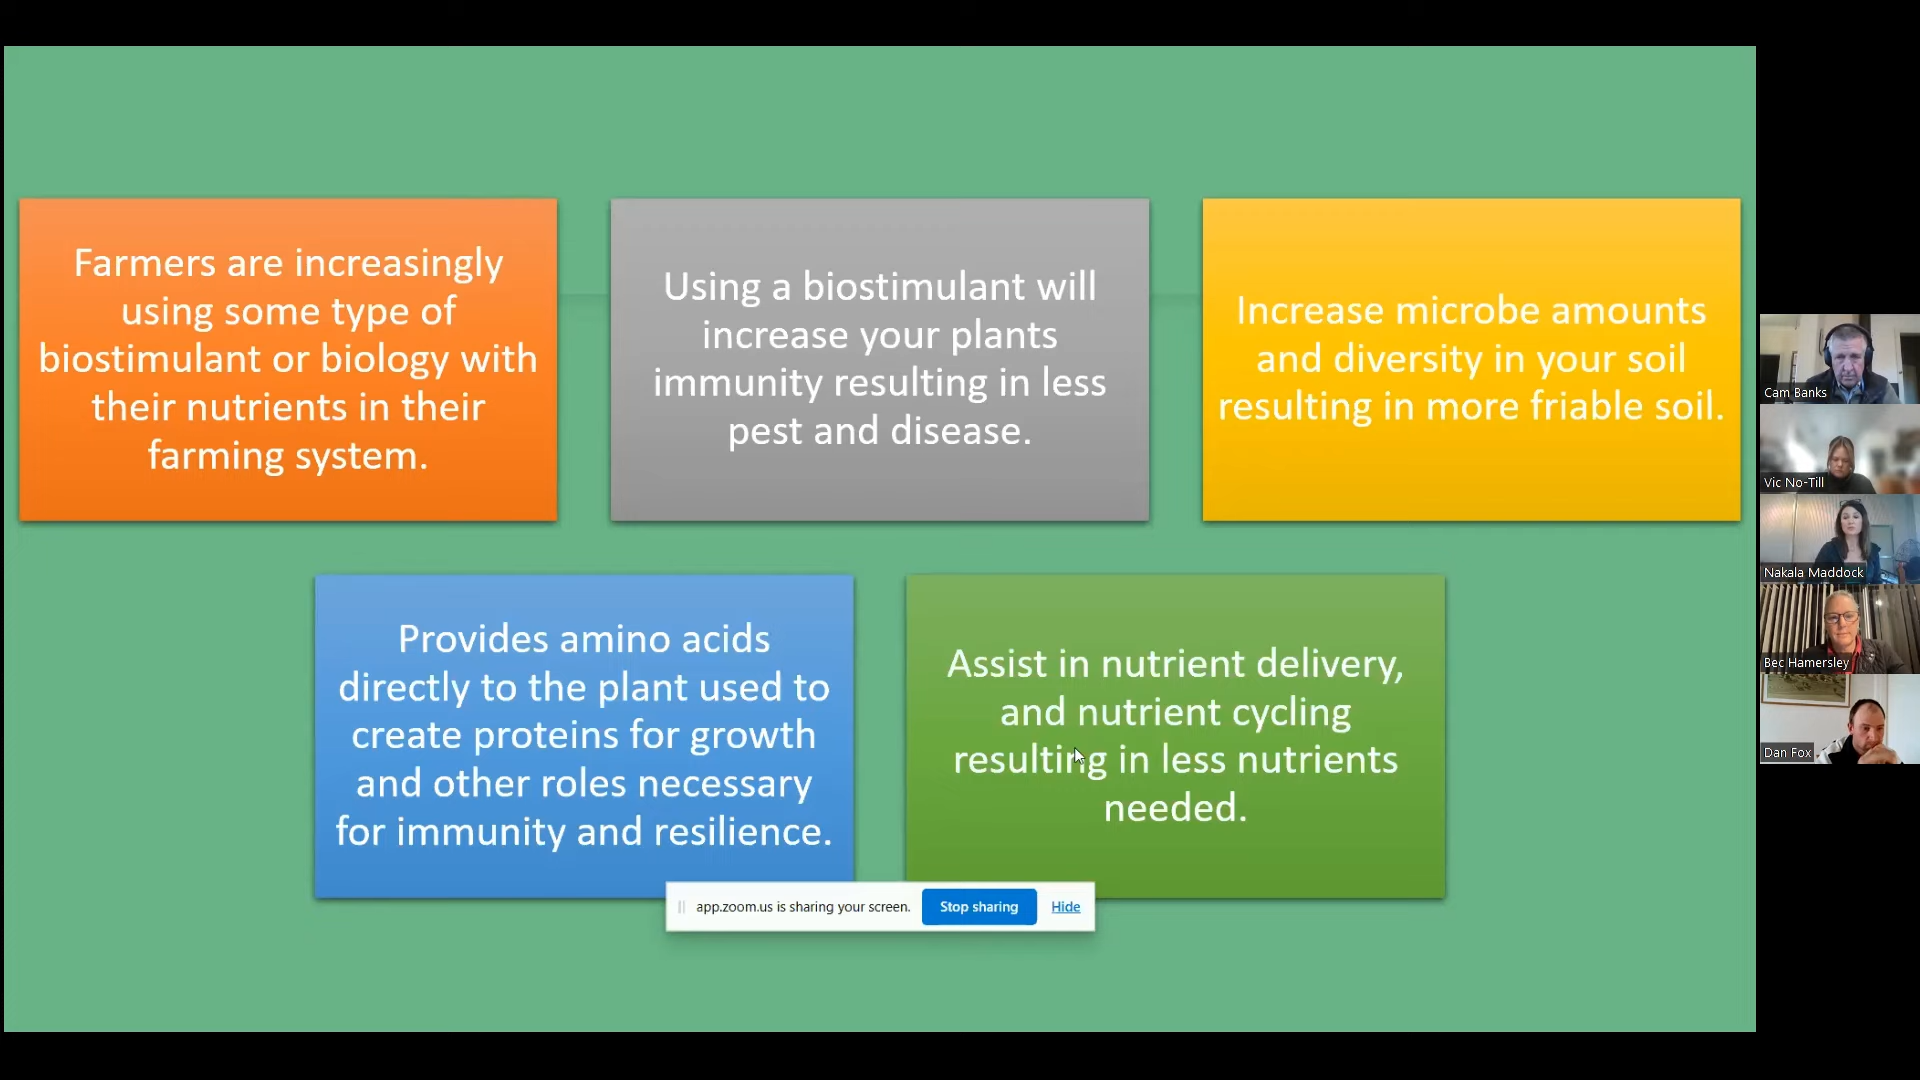 Farmers are increasingly
using some type of
biostimulant or biology with
their nutrients in their
farming system.
Using a biostimulant will
increase your plants
immunity resulting in less
pest and disease.
Increase microbe amounts
and diversity in your soil
resulting in more friable soil.
Provides amino acids
directly to the plant used to
create proteins for growth
and other roles necessary
for immunity and resilience.
Assist in nutrient delivery,
and nutrient cycling
resulting in less nutrients
needed.
app.zoom.us is sharing your screen.
Stop sharing
Hide
Cam Banks
Vic No-Till
Nakala Maddock
Bec Hamersley
Dan Fox